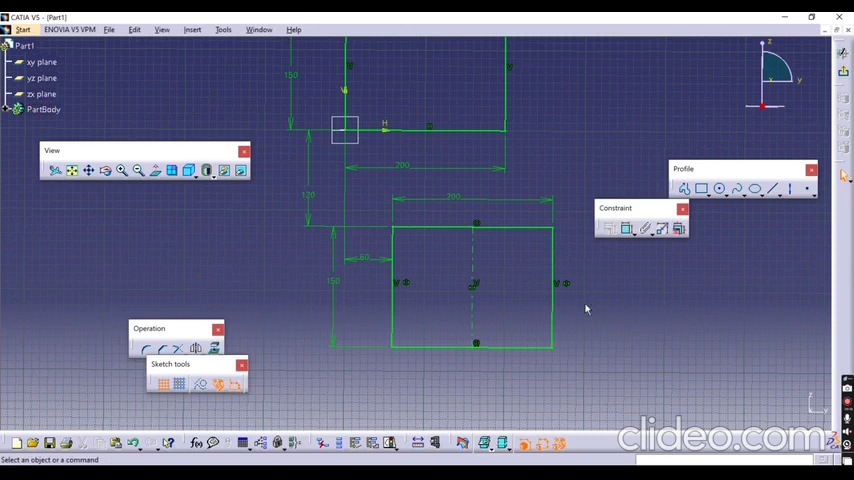 CATIA V5 - [Part1]
Start ENOVIA V5 VPM File Edit View Insert Tools Window Help
Part1
xy plane
yz plane
zx plane
PartBody
z
x y
150
V
V
V
H
View
200
Profile
120
200
Constraint
60
150
V
V
V
Operation
Sketch tools
z
y
f(x)
clideo.com
Select an object or a command